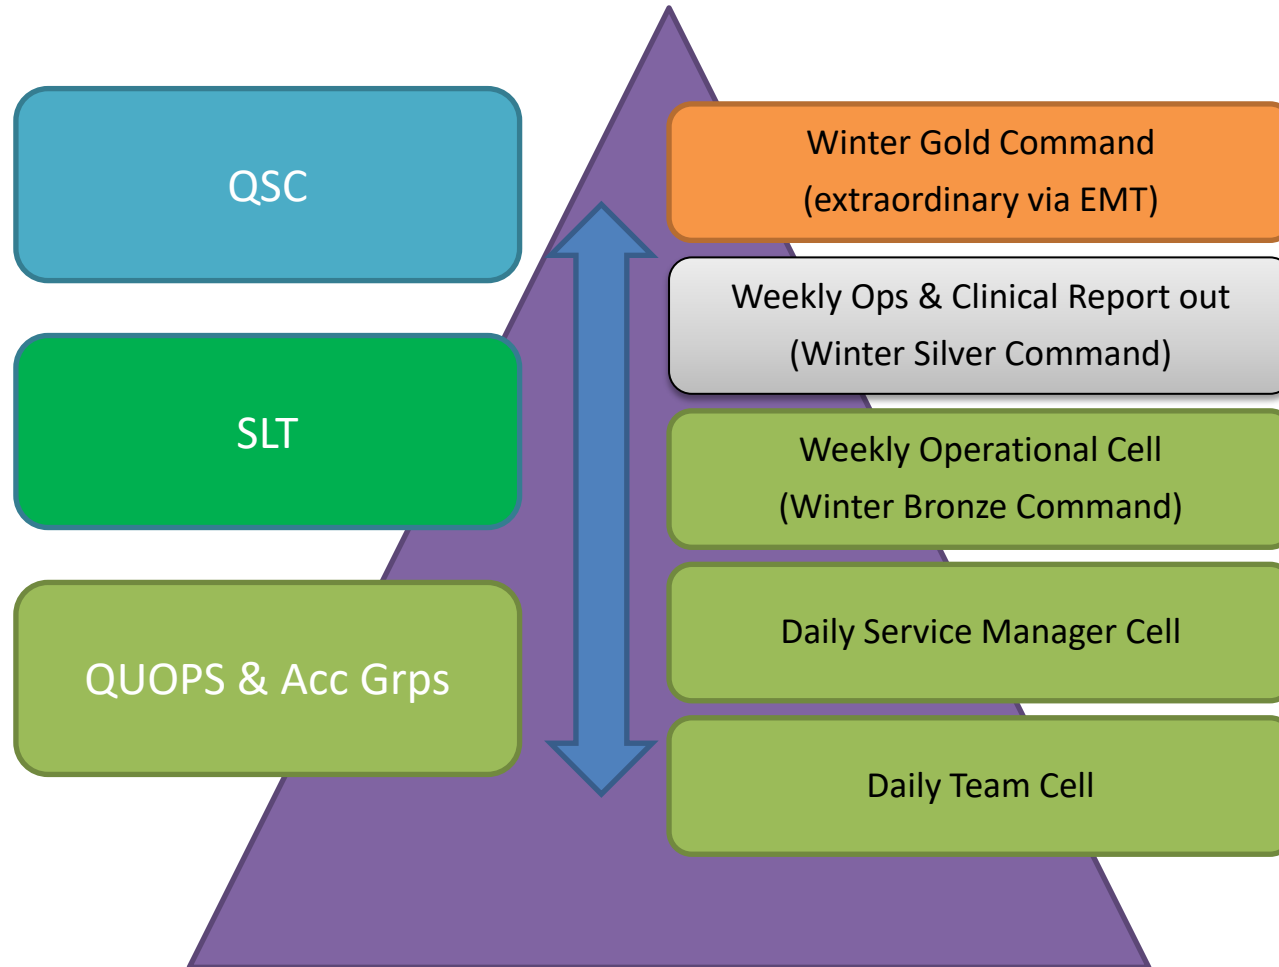 QSC
SLT
QUOPS & Acc Grps
Winter Gold Command
(extraordinary via EMT)
Weekly Ops & Clinical Report out
(Winter Silver Command)
Weekly Operational Cell
(Winter Bronze Command)
Daily Service Manager Cell
Daily Team Cell